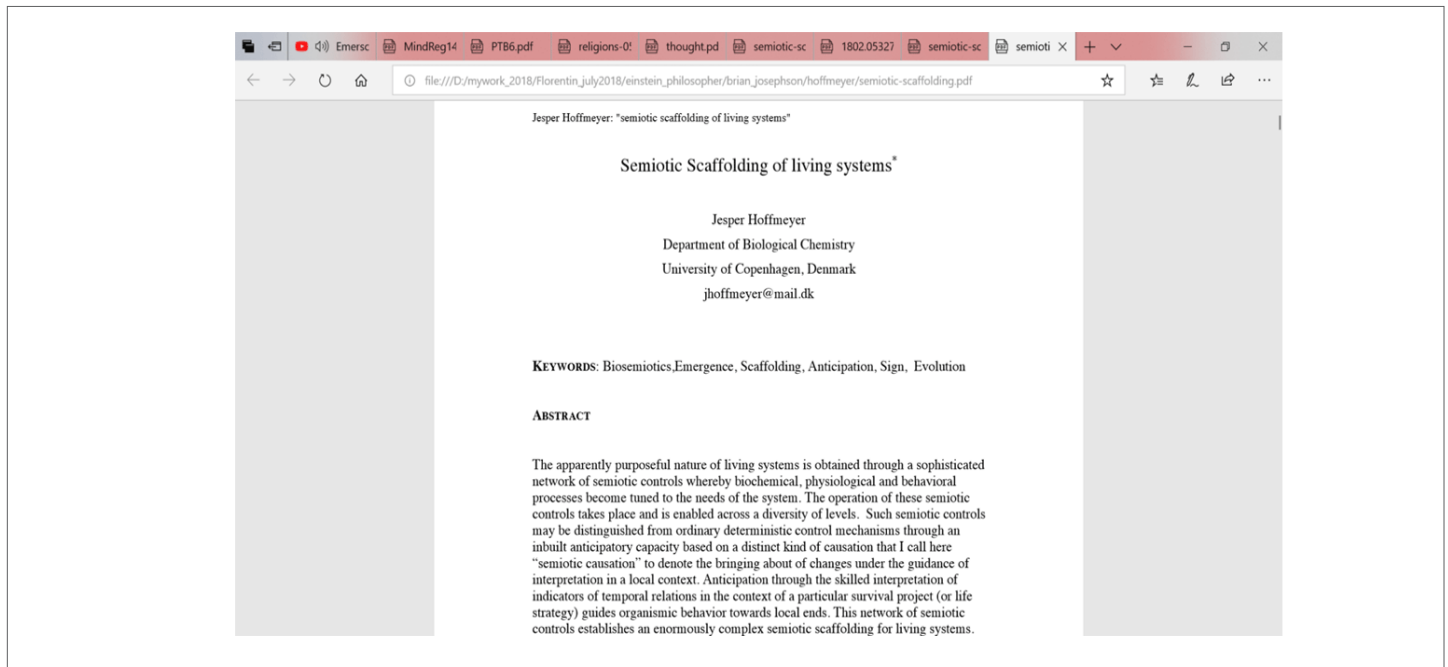 Emersc MindReg14 PTB6.pdf religions-0! thought.pd semiotic-sc 1802.05327 semiotic-sc semioti
file:///D:/mywork_2018/Florentin_july2018/einstein_philosopher/brian_josephson/hoffmeyer/semiotic-scaffolding.pdf
Jesper Hoffmeyer: "semiotic scaffolding of living systems"
Semiotic Scaffolding of living systems*
Jesper Hoffmeyer
Department of Biological Chemistry
University of Copenhagen, Denmark
jhoffmeyer@mail.dk
KEYWORDS: Biosemiotics,Emergence, Scaffolding, Anticipation, Sign, Evolution
ABSTRACT
The apparently purposeful nature of living systems is obtained through a sophisticated
network of semiotic controls whereby biochemical, physiological and behavioral
processes become tuned to the needs of the system. The operation of these semiotic
controls takes place and is enabled across a diversity of levels. Such semiotic controls
may be distinguished from ordinary deterministic control mechanisms through an
inbuilt anticipatory capacity based on a distinct kind of causation that I call here
“semiotic causation” to denote the bringing about of changes under the guidance of
interpretation in a local context. Anticipation through the skilled interpretation of
indicators of temporal relations in the context of a particular survival project (or life
strategy) guides organismic behavior towards local ends. This network of semiotic
controls establishes an enormously complex semiotic scaffolding for living systems.